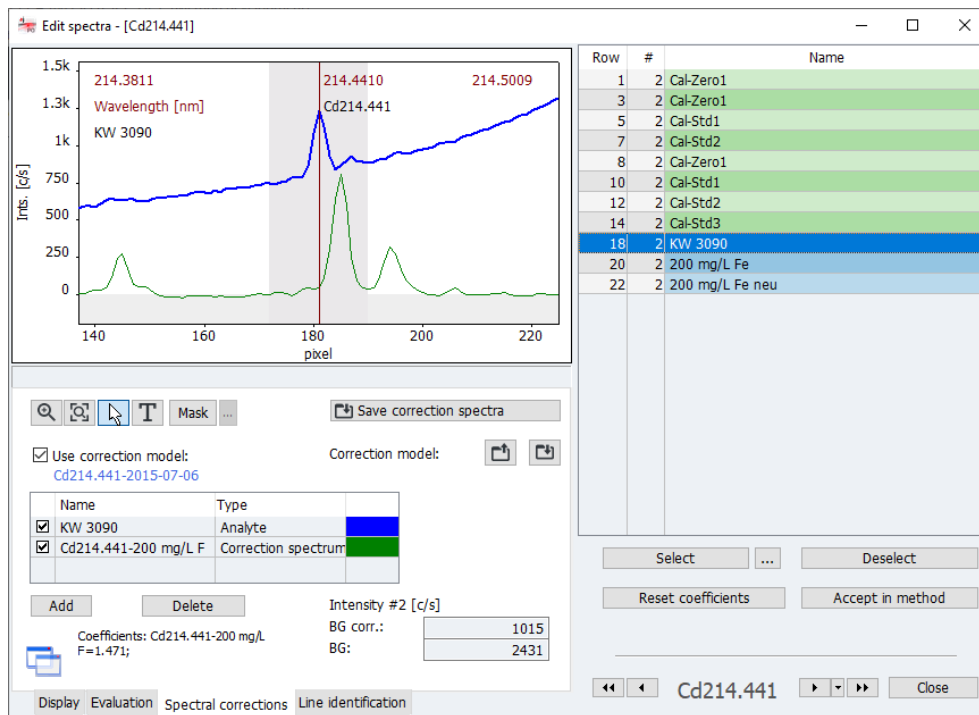 Edit spectra - [Cd214.441]
1.5k
1.3k
1k
750
500
250
0
Ints. [c/s]
214.3811
214.4410
214.5009
Wavelength [nm]
Cd214.441
KW 3090
140
160
180
200
220
pixel
Mask
...
Save correction spectra
Use correction model:
Correction model:
Cd214.441-2015-07-06
Name Type
KW 3090 Analyte
Cd214.441-200 mg/L F Correction spectrum
Add
Delete
Intensity #2 [c/s]
BG corr.: 1015
BG: 2431
Coefficients: Cd214.441-200 mg/L
F=1.471;
Display
Evaluation
Spectral corrections
Line identification
Row # Name
1 2 Cal-Zero1
3 2 Cal-Zero1
5 2 Cal-Std1
7 2 Cal-Std2
8 2 Cal-Zero1
10 2 Cal-Std1
12 2 Cal-Std2
14 2 Cal-Std3
18 2 KW 3090
20 2 200 mg/L Fe
22 2 200 mg/L Fe neu
Select
...
Deselect
Reset coefficients
Accept in method
Cd214.441
Close